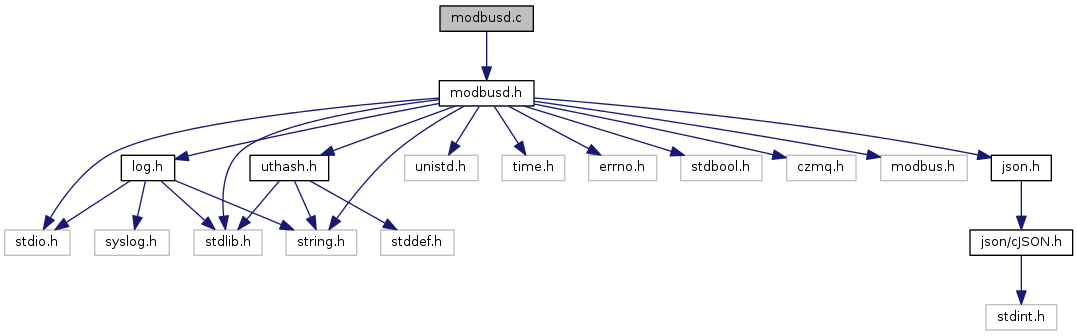 modbusd.c
modbusd.h
log.h
uthash.h
unistd.h
time.h
errno.h
stdbool.h
czmq.h
modbus.h
json.h
stdio.h
syslog.h
stdlib.h
string.h
stddef.h
json/cJSON.h
stdint.h